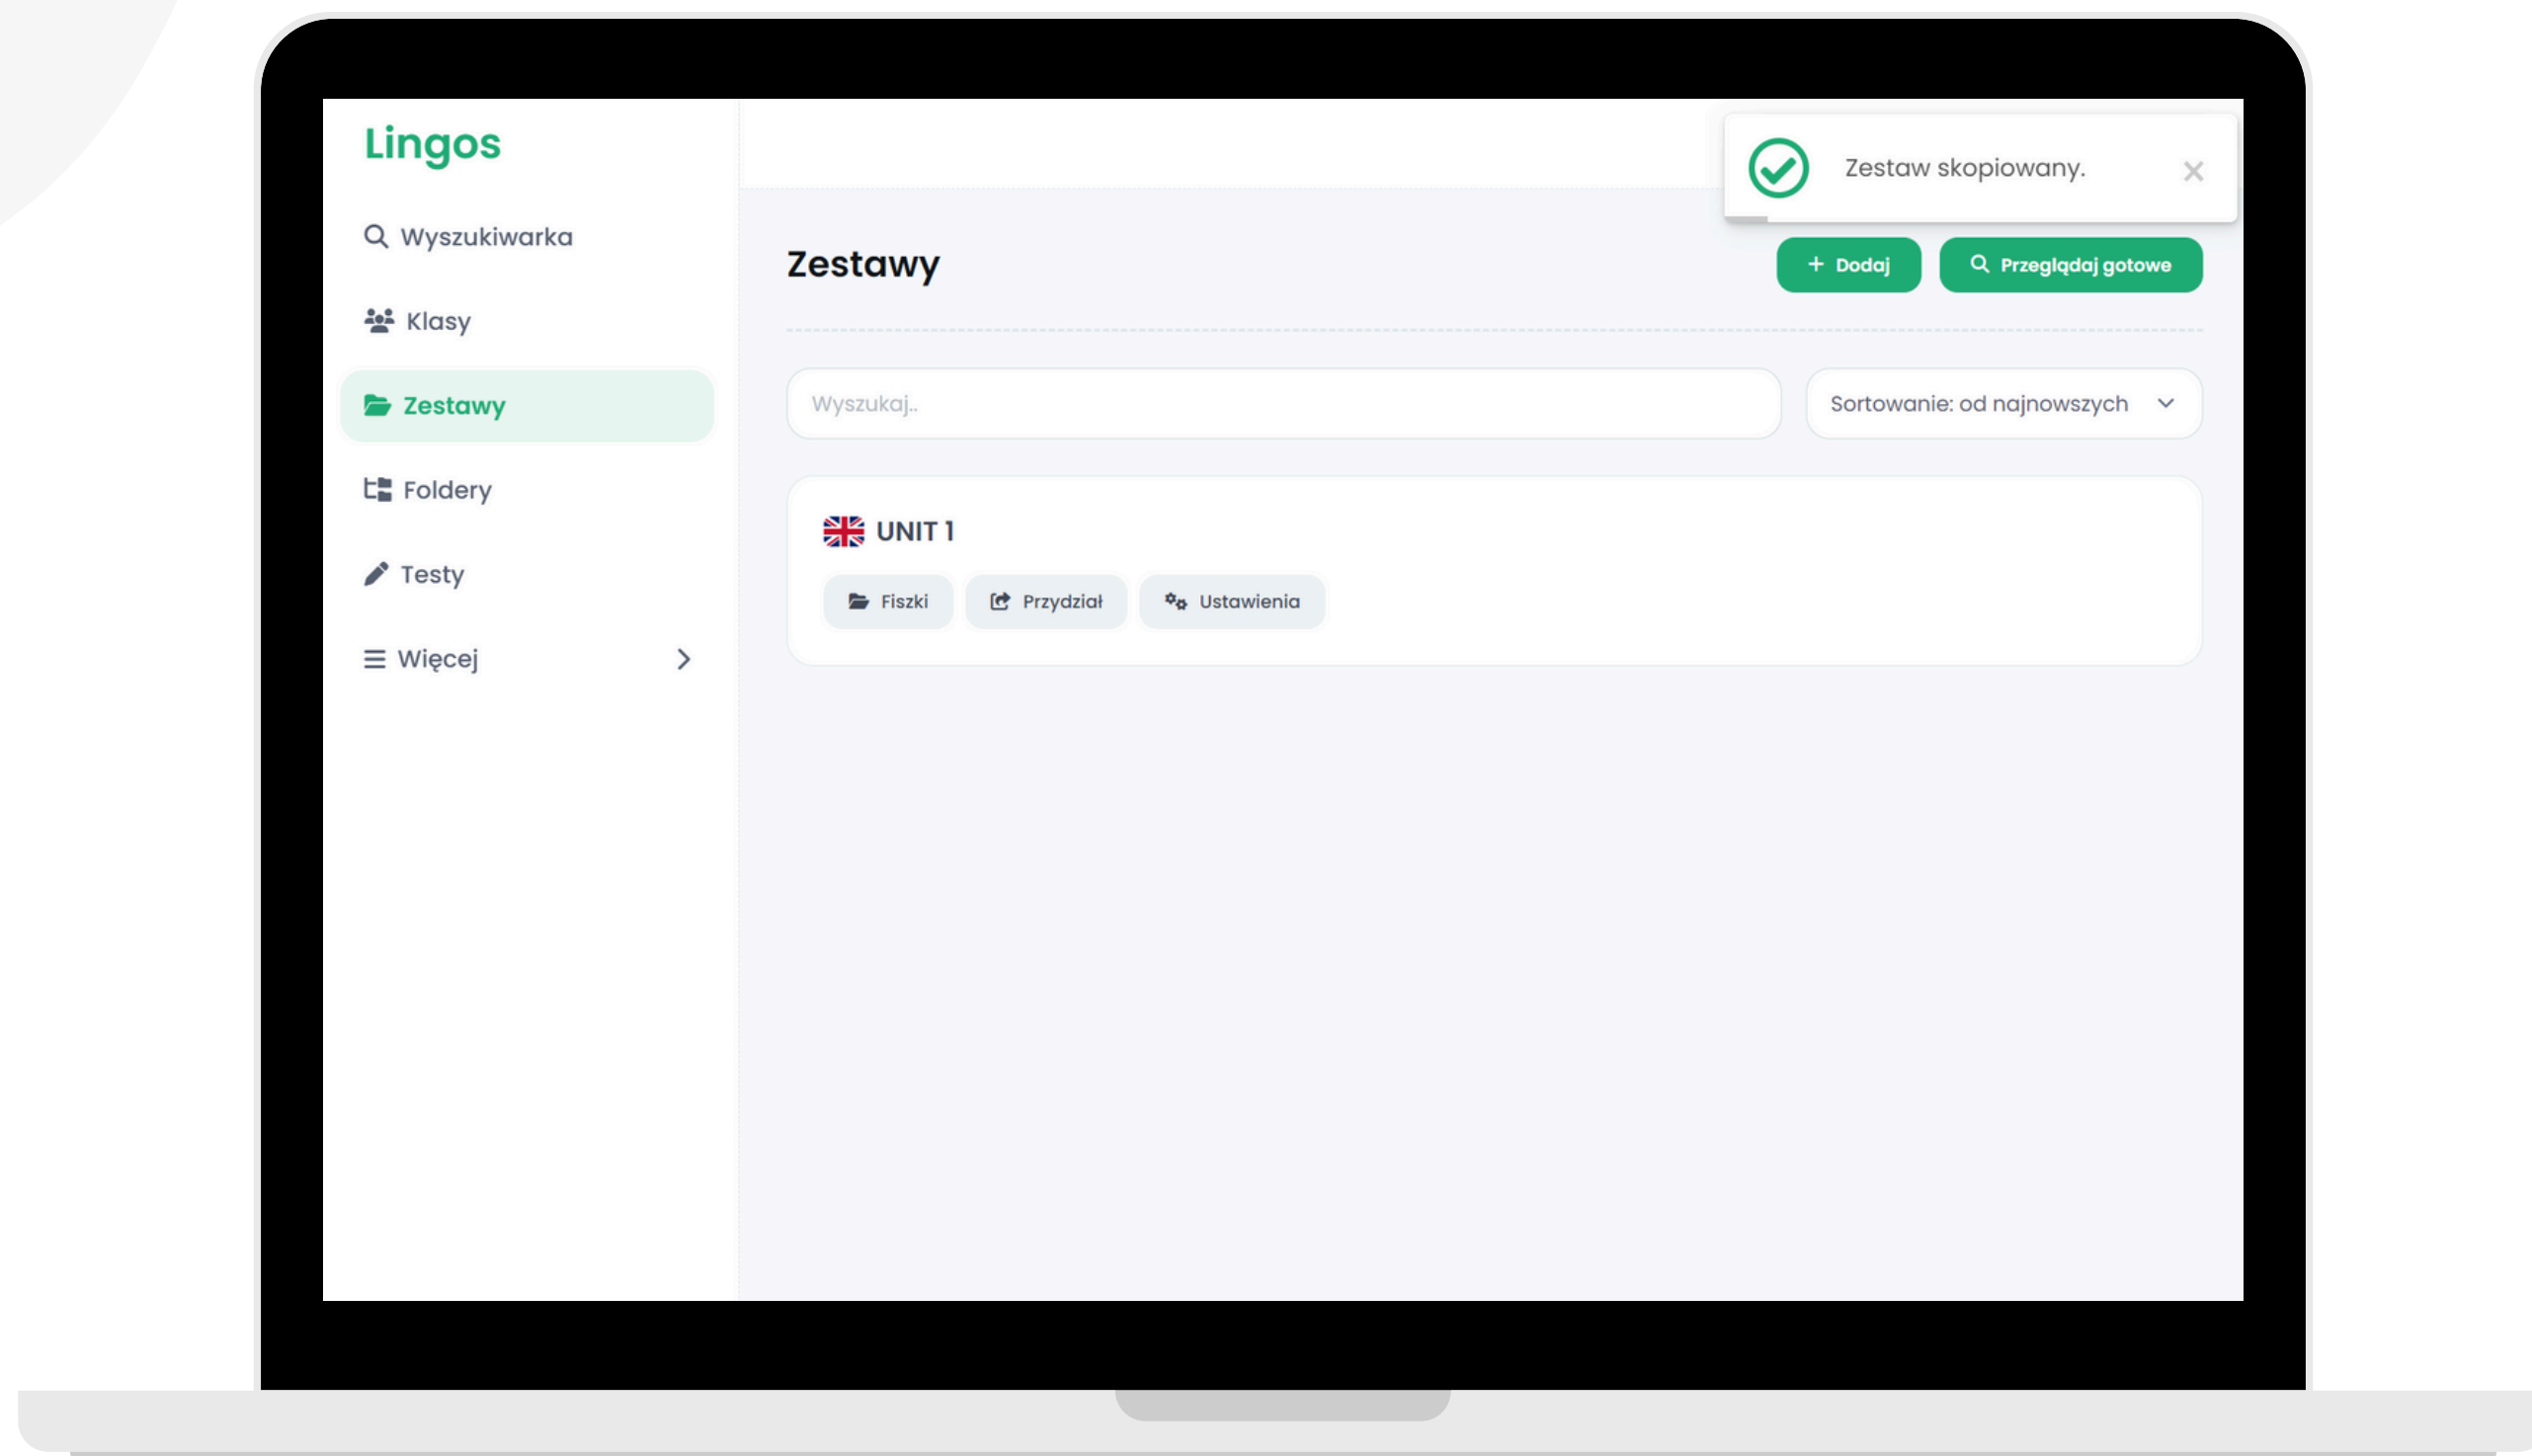 Lingos
Wyszukiwarka
Klasy
Zestawy
Foldery
Testy
Więcej
Zestaw skopiowany.
Zestawy
Dodaj
Przeglądaj gotowe
Wyszukaj..
Sortowanie: od najnowszych
UNIT 1
Fiszki
Przydział
Ustawienia